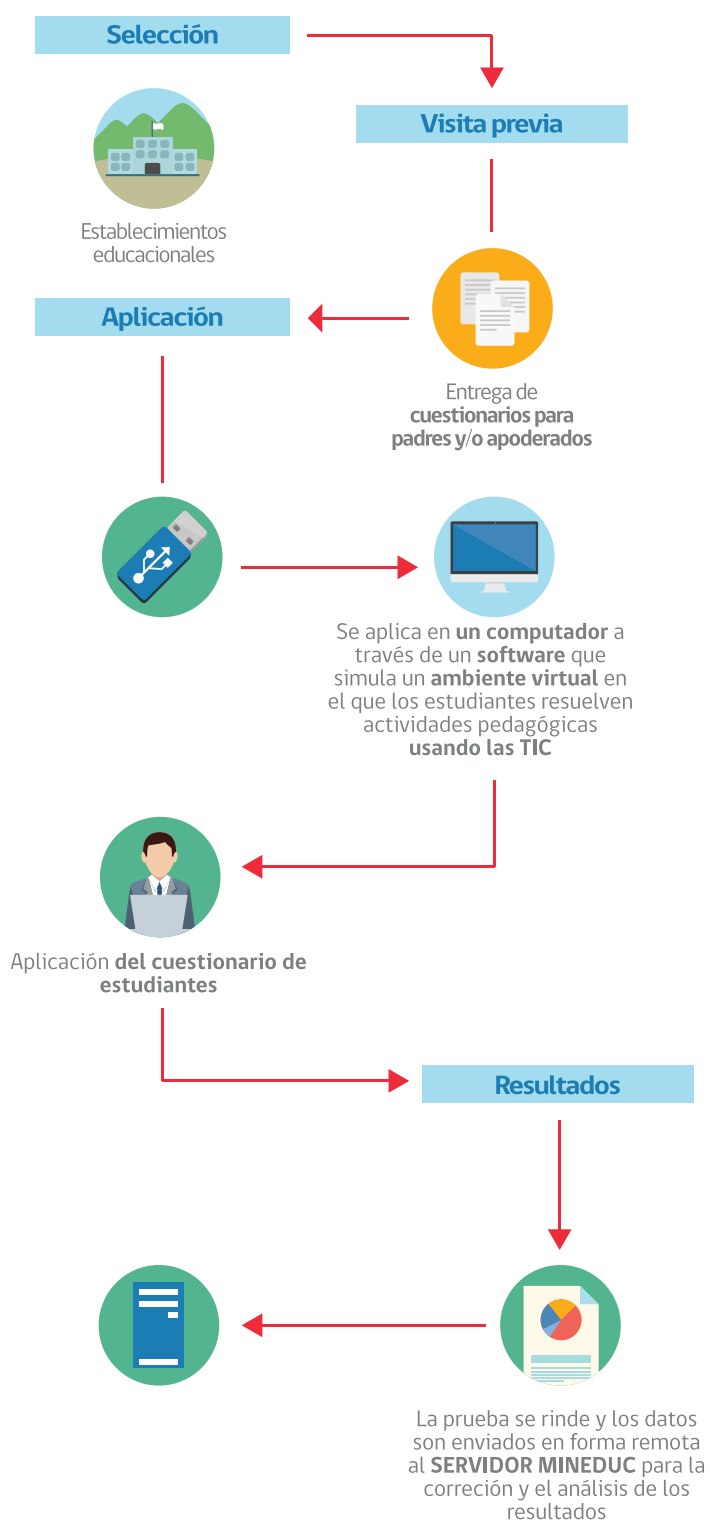 Selección
Visita previa
Establecimientos
educacionales
Aplicación
Entrega de
cuestionarios para
padres y/o apoderados
Se aplica en un computador a
través de un software que
simula un ambiente virtual en
el que los estudiantes resuelven
actividades pedagógicas
usando las TIC
Aplicación del cuestionario de
estudiantes
Resultados
La prueba se rinde y los datos
son enviados en forma remota
al SERVIDOR MINEDUC para la
correción y el análisis de los
resultados